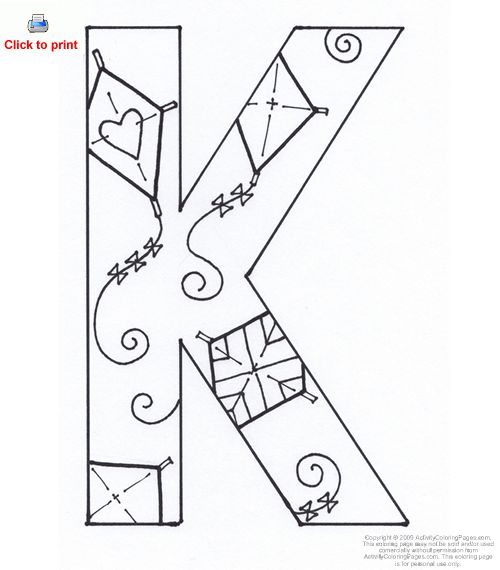 Click to print
Copyright © 2009 ActivityColoringPages.com.
This coloring page may not be sold and/or used
comercially without permission from
ActivityColoringPages.com. This coloring page
is for personal use only.